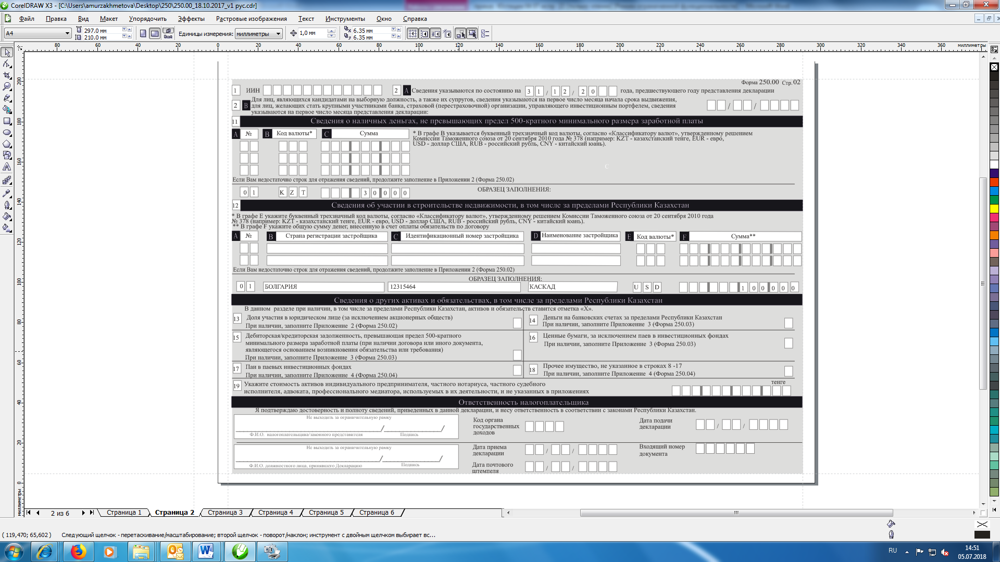 CorelDRAW X3 - [C:\Users\amurzakhmetova\Desktop\250\250.00_18.10.2017_v1 рус.cdr]
Файл Правка Вид Макет Упорядочить Эффекты Растровые изображения Текст Инструменты Окно Справка
A4 297.0 мм 210.0 мм Единицы измерения: миллиметры 1,0 мм 6.35 мм 6.35 мм
80 60 40 20 0 20 40 60 80 100 120 140 160 180 200 220 240 260 280 300 320 340 360 миллиметры
Форма 250.00 Стр. 02
1 ИИН 2 A Сведения указываются по состоянию на 3 1 / 1 2 / 2 0 года, предшествующего году представления декларации
2 B Для лиц, являющихся кандидатами на выборную должность, а также их супругов, сведения указываются на первое число месяца начала срока выдвижения,
для лиц, желающих стать крупными участниками банка, страховой (перестраховочной) организации, управляющего инвестиционным портфелем, сведения
указываются на первое число месяца представления декларации: / /
11 Сведения о наличных деньгах, не превышающих предел 500-кратного минимального размера заработной платы
A № B Код валюты* C Сумма
* В графе В указывается буквенный трехзначный код валюты, согласно «Классификатору валют», утвержденному решением
Комиссии Таможенного союза от 20 сентября 2010 года № 378 (например: KZT - казахстанский тенге, EUR - евро,
USD - доллар США, RUB - российский рубль, CNY - китайский юань).
С
Если Вам недостаточно строк для отражения сведений, продолжите заполнение в Приложении 2 (Форма 250.02)
ОБРАЗЕЦ ЗАПОЛНЕНИЯ:
0 1 K Z T 3 0 0 0 0
12 Сведения об участии в строительстве недвижимости, в том числе за пределами Республики Казахстан
* В графе Е укажите буквенный трехзначный код валюты, согласно «Классификатору валют», утвержденному решением Комиссии Таможенного союза от 20 сентября 2010 года
№ 378 (например: KZT - казахстанский тенге, EUR - евро, USD - доллар США, RUB - российский рубль, CNY - китайский юань).
** В графе F укажите общую сумму денег, внесенную в счет оплаты обязательств по договору
A № B Страна регистрации застройщика C Идентификационный номер застройщика D Наименование застройщика E Код валюты* F Сумма**
Если Вам недостаточно строк для отражения сведений, продолжите заполнение в Приложении 2 (Форма 250.02)
ОБРАЗЕЦ ЗАПОЛНЕНИЯ:
0 1 БОЛГАРИЯ 12315464 КАСКАД U S D 1 0 0 0 0 0
Сведения о других активах и обязательствах, в том числе за пределами Республики Казахстан
В данном разделе при наличии, в том числе за пределами Республики Казахстан, активов и обязательств ставится отметка «X».
13 Доля участия в юридическом лице (за исключением акционерных обществ)
При наличии, заполните Приложение 2 (Форма 250.02)
14 Деньги на банковских счетах за пределами Республики Казахстан
При наличии, заполните Приложение 3 (Форма 250.03)
15 Дебиторская/кредиторская задолженность, превышающая предел 500-кратного
минимального размера заработной платы (при наличии договора или иного документа,
являющегося основанием возникновения обязательства или требования)
При наличии, заполните Приложение 3 (Форма 250.03)
16 Ценные бумаги, за исключением паев в инвестиционных фондах
При наличии, заполните Приложение 3 (Форма 250.03)
17 Паи в паевых инвестиционных фондах
При наличии, заполните Приложение 4 (Форма 250.04)
18 Прочее имущество, не указанное в строках 8 -17
При наличии, заполните Приложение 4 (Форма 250.04)
19 Укажите стоимость активов индивидуального предпринимателя, частного нотариуса, частного судебного
исполнителя, адвоката, профессионального медиатора, используемых в их деятельности, и не указанных в приложениях
тенге
Ответственность налогоплательщика
Я подтверждаю достоверность и полноту сведений, приведенных в данной декларации, и несу ответственность в соответствии с законами Республики Казахстан.
Не выходить за ограничительную рамку
Ф.И.О. налогоплательщика/законного представителя Подпись
Код органа
государственных
доходов
Дата подачи
декларации / /
Не выходить за ограничительную рамку
Ф.И.О. должностного лица, принявшего Декларацию Подпись
Дата приема
декларации / /
Входящий номер
документа
Дата почтового
штемпеля / /
2 из 6 Страница 1 Страница 2 Страница 3 Страница 4 Страница 5 Страница 6
( 119,470; 65,602 ) Следующий щелчок - перетаскивание/масштабирование; второй щелчок - поворот/наклон; инструмент с двойным щелчком выбирает вс...
RU 14:51
05.07.2018